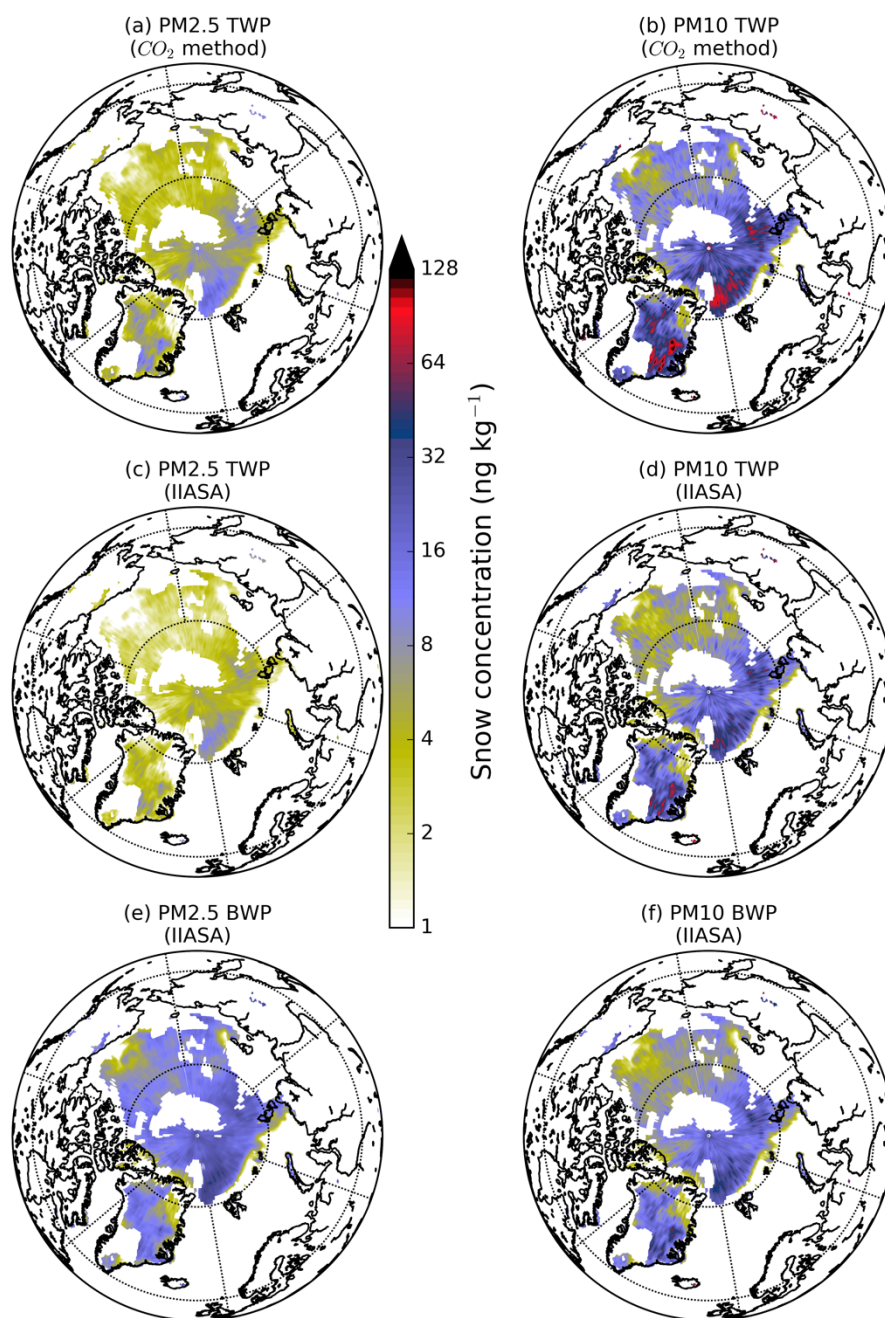 (a) PM2.5 TWP
(CO₂ method)
(b) PM10 TWP
(CO₂ method)
128
64
32
16
8
4
2
1
Snow concentration (ng kg⁻¹)
(c) PM2.5 TWP
(IIASA)
(d) PM10 TWP
(IIASA)
(e) PM2.5 BWP
(IIASA)
(f) PM10 BWP
(IIASA)